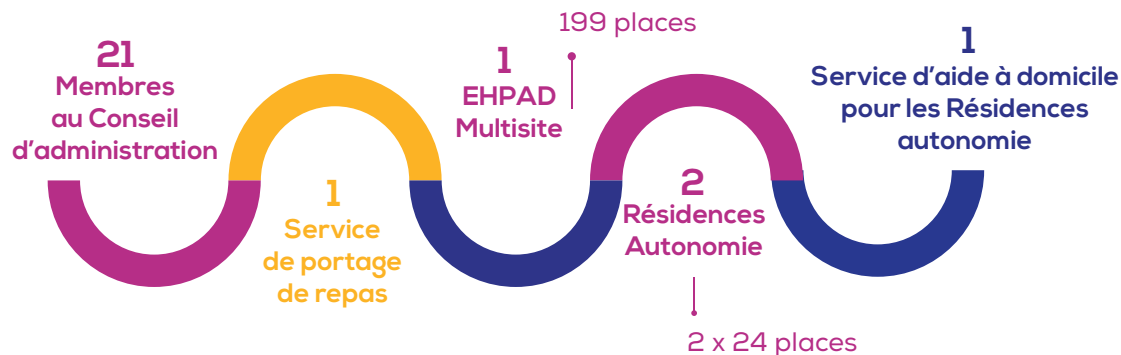 21
Membres
au Conseil
d'administration
1
Service
de portage
de repas
199 places
1
EHPAD
Multisite
2
Résidences
Autonomie
2 x 24 places
1
Service d'aide à domicile
pour les Résidences
autonomie